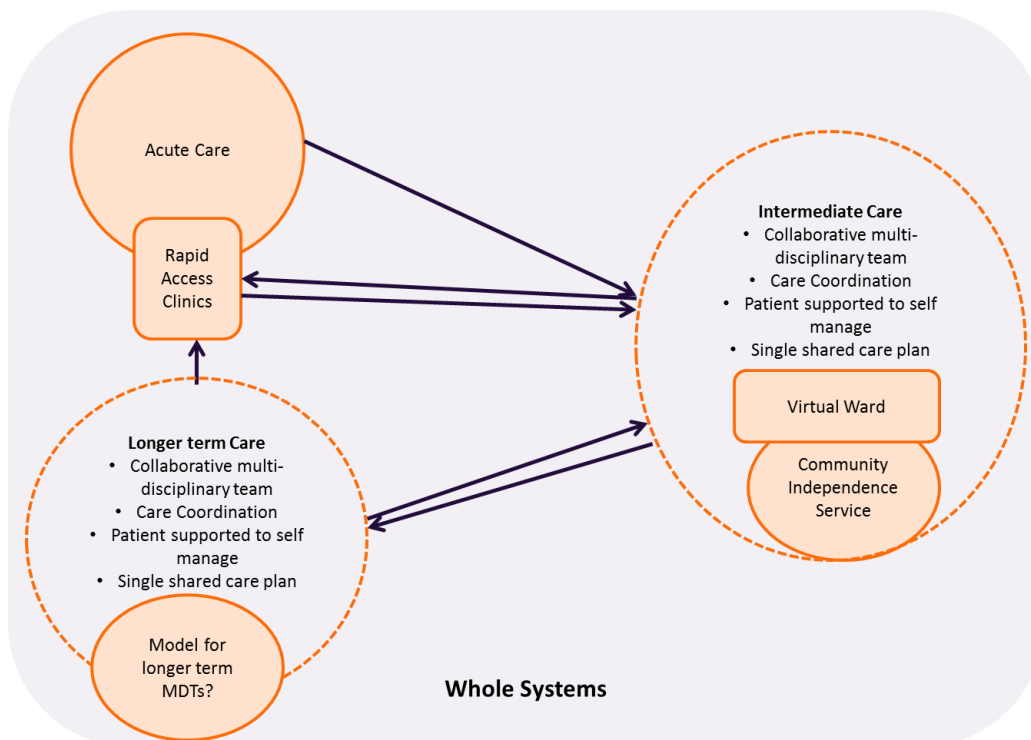 Acute Care
Rapid
Access
Clinics
Intermediate Care
• Collaborative multi-
disciplinary team
• Care Coordination
• Patient supported to self
manage
• Single shared care plan
Virtual Ward
Community
Independence
Service
Longer term Care
• Collaborative multi-
disciplinary team
• Care Coordination
• Patient supported to self
manage
• Single shared care plan
Model for
longer term
MDTs?
Whole Systems